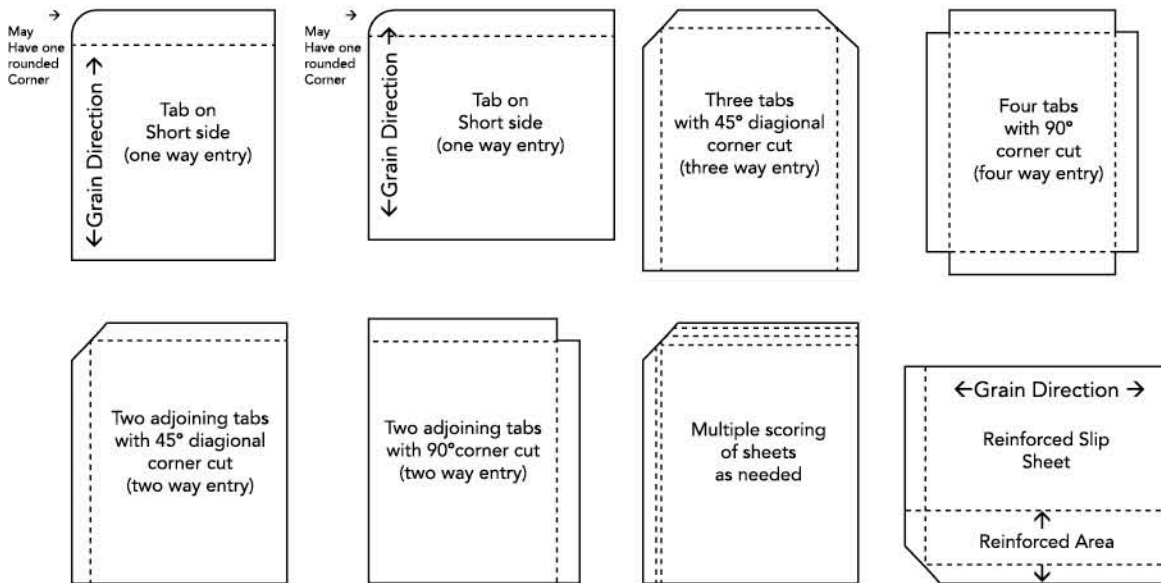 →
May
Have one
rounded
Corner
←Grain Direction→
Tab on
Short side
(one way entry)
→
May
Have one
rounded
Corner
←Grain Direction→
Tab on
Short side
(one way entry)
Three tabs
with 45° diagional
corner cut
(three way entry)
Four tabs
with 90°
corner cut
(four way entry)
Two adjoining tabs
with 45° diagional
corner cut
(two way entry)
Two adjoining tabs
with 90°corner cut
(two way entry)
Multiple scoring
of sheets
as needed
←Grain Direction →
Reinforced Slip
Sheet
Reinforced Area